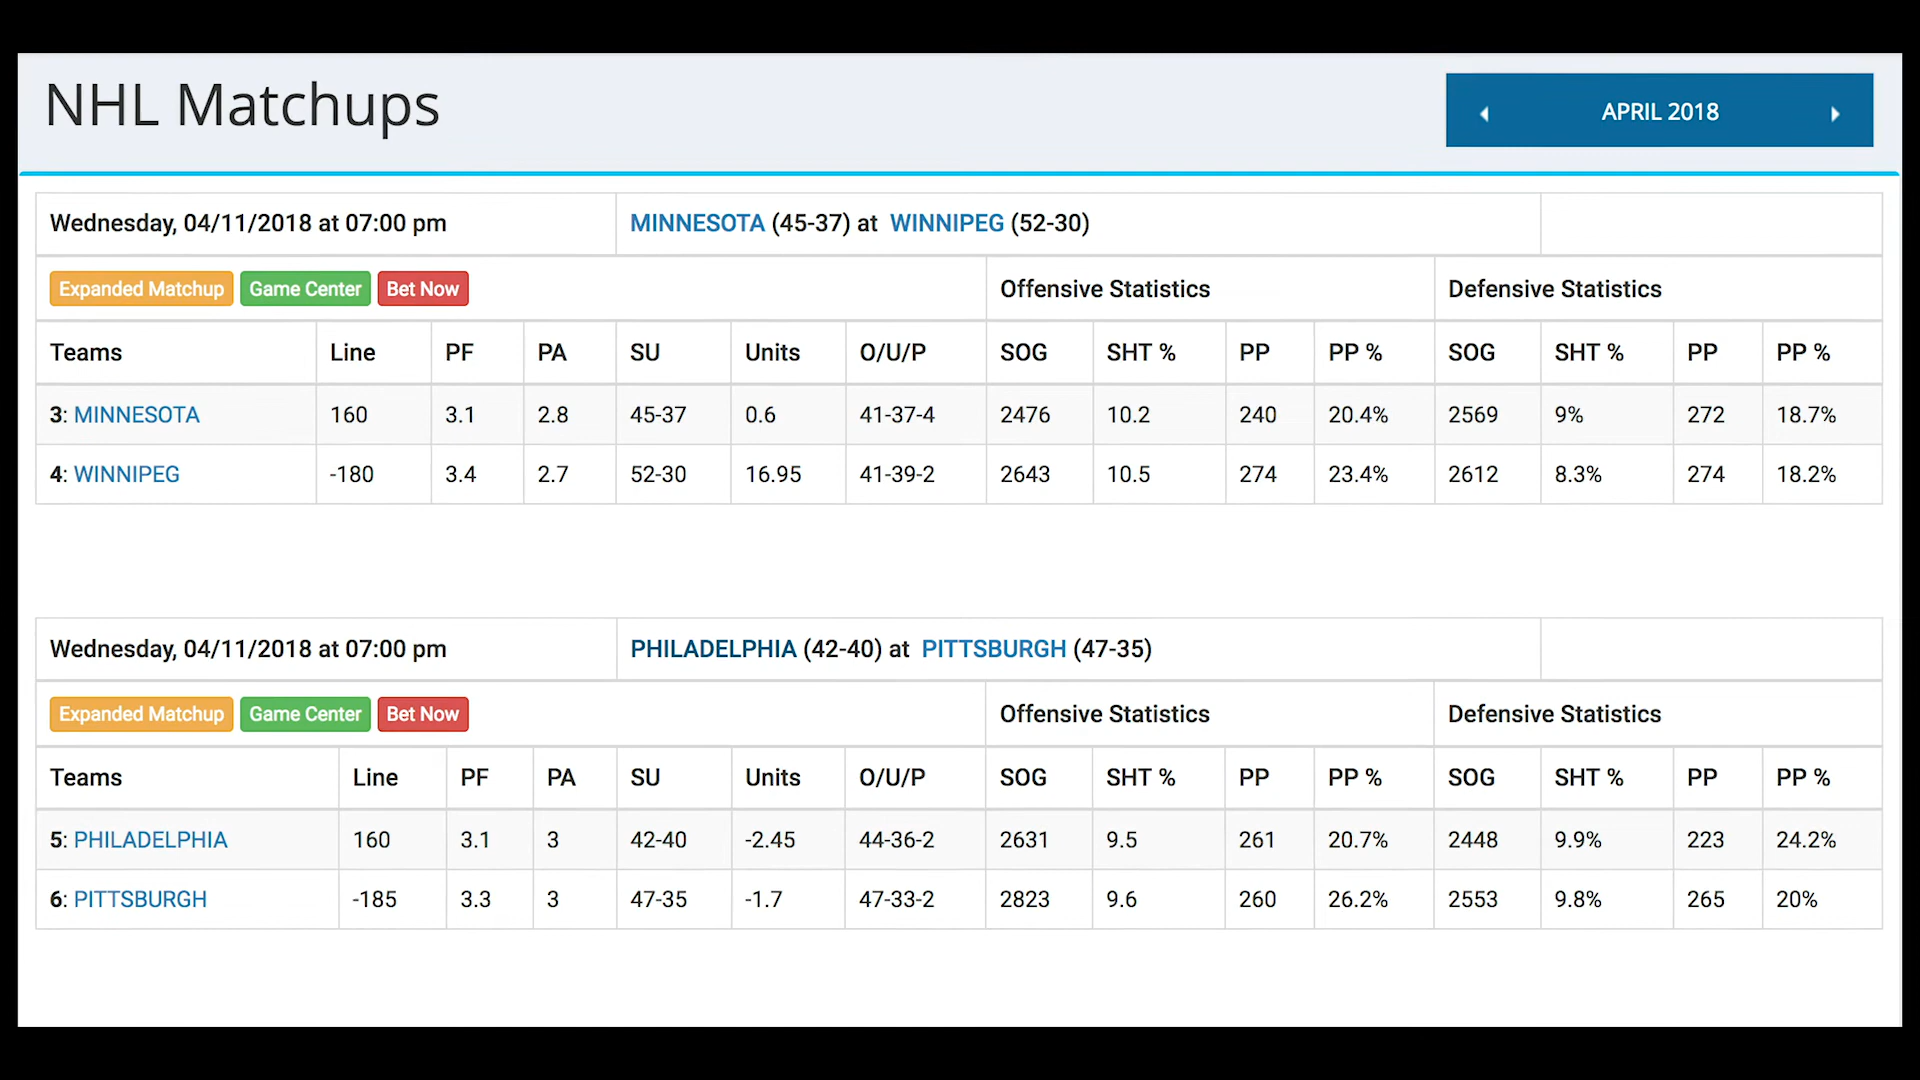 NHL Matchups
APRIL 2018
Wednesday, 04/11/2018 at 07:00 pm MINNESOTA (45-37) at WINNIPEG (52-30)
Expanded Matchup Game Center Bet Now Offensive Statistics Defensive Statistics
Teams Line PF PA SU Units O/U/P SOG SHT % PP PP % SOG SHT % PP PP %
3: MINNESOTA 160 3.1 2.8 45-37 0.6 41-37-4 2476 10.2 240 20.4% 2569 9% 272 18.7%
4: WINNIPEG -180 3.4 2.7 52-30 16.95 41-39-2 2643 10.5 274 23.4% 2612 8.3% 274 18.2%
Wednesday, 04/11/2018 at 07:00 pm PHILADELPHIA (42-40) at PITTSBURGH (47-35)
Expanded Matchup Game Center Bet Now Offensive Statistics Defensive Statistics
Teams Line PF PA SU Units O/U/P SOG SHT % PP PP % SOG SHT % PP PP %
5: PHILADELPHIA 160 3.1 3 42-40 -2.45 44-36-2 2631 9.5 261 20.7% 2448 9.9% 223 24.2%
6: PITTSBURGH -185 3.3 3 47-35 -1.7 47-33-2 2823 9.6 260 26.2% 2553 9.8% 265 20%